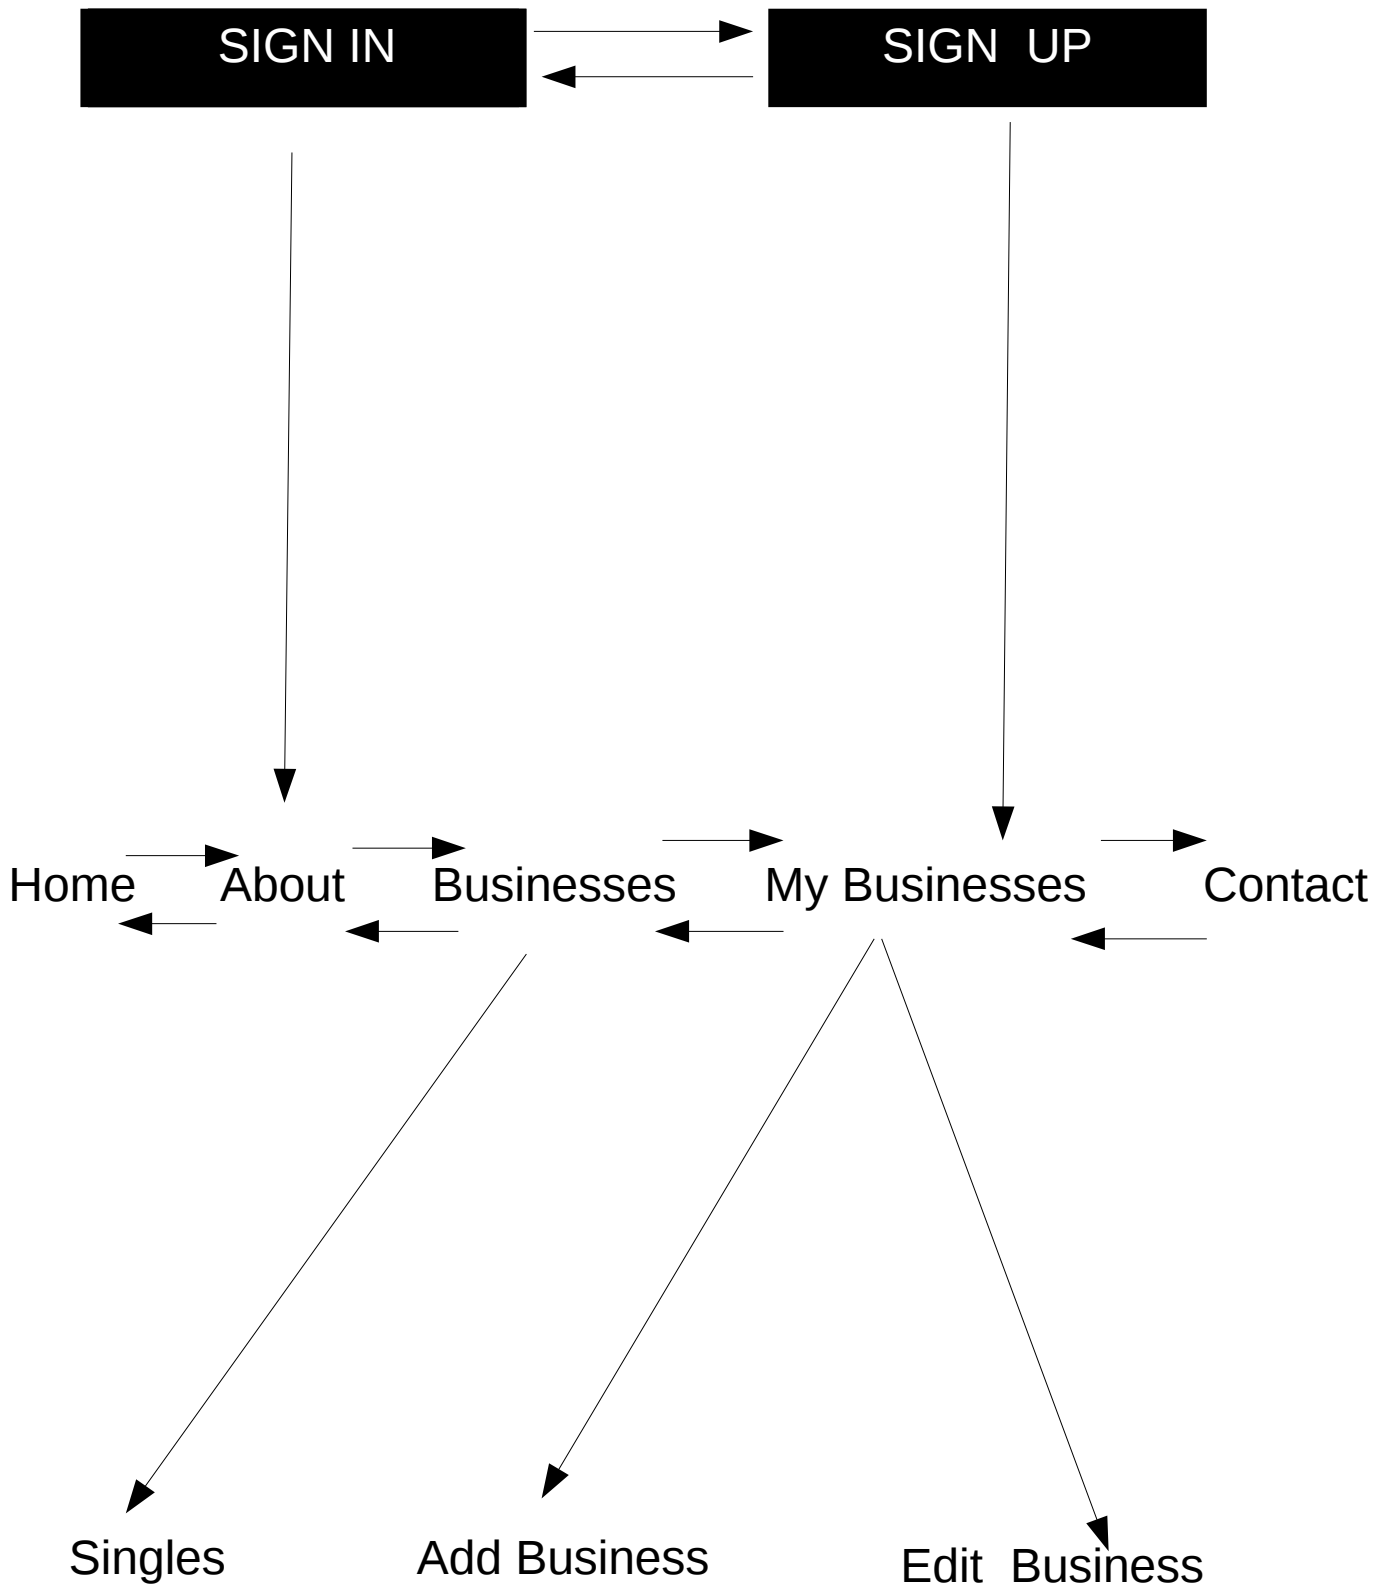 SIGN IN
SIGN  UP
Home
About
Businesses
My Businesses
Contact
Singles
Add Business
Edit  Business